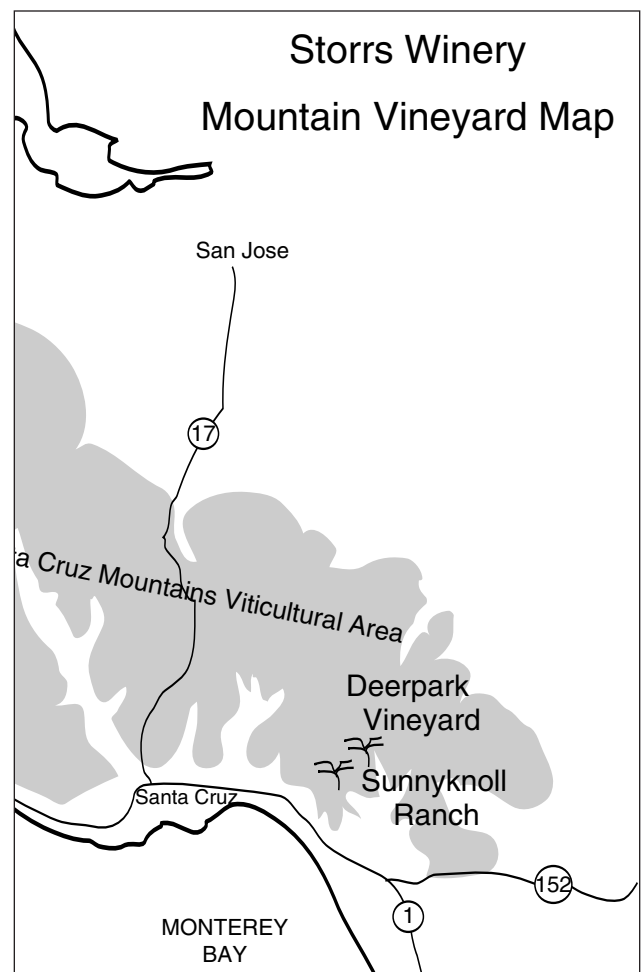 Storrs Winery
Mountain Vineyard Map
San Jose
17
a Cruz Mountains Viticultural Area
Deerpark
Vineyard
Sunnyknoll
Ranch
Santa Cruz
152
1
MONTEREY
BAY